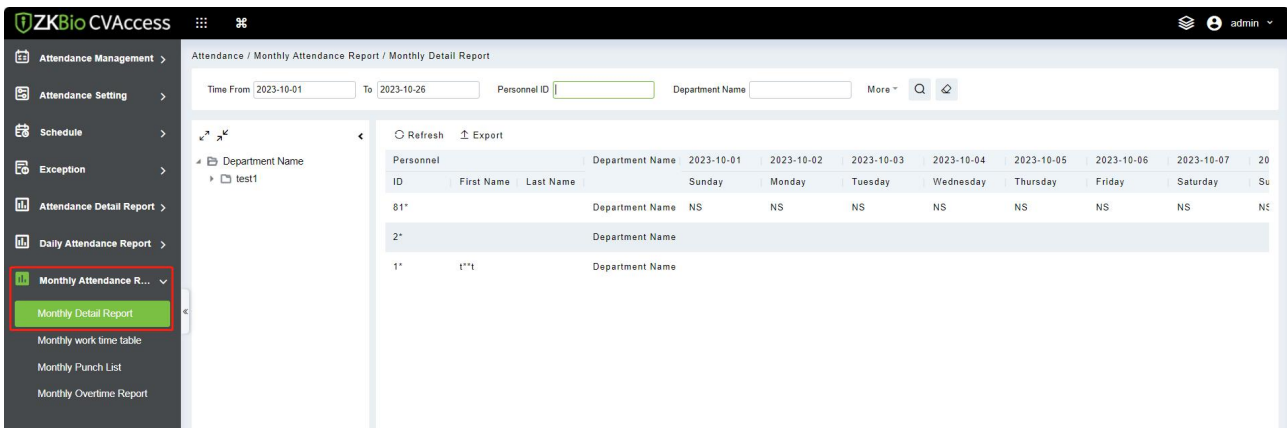 ZKBio CVAccess
admin
Attendance Management
Attendance Setting
Schedule
Exception
Attendance Detail Report
Daily Attendance Report
Monthly Attendance R...
Monthly Detail Report
Monthly work time table
Monthly Punch List
Monthly Overtime Report
Attendance / Monthly Attendance Report / Monthly Detail Report
Time From 2023-10-01 To 2023-10-26 Personnel ID Department Name More
Department Name
test1
Refresh Export
Personnel Department Name 2023-10-01 2023-10-02 2023-10-03 2023-10-04 2023-10-05 2023-10-06 2023-10-07 20
ID First Name Last Name Sunday Monday Tuesday Wednesday Thursday Friday Saturday Su
81* Department Name NS NS NS NS NS NS NS NS
2* Department Name
1* t**t Department Name